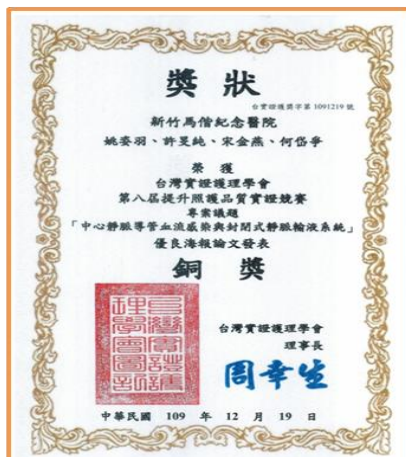 獎狀
台實證護獎字第 1091219 號
新竹馬偕紀念醫院
姚姿羽、許旻純、宋金燕、何岱爭
榮獲
台灣實證護理學會
第八屆提升照護品質實證競賽
專案議題
「中心靜脈導管血流感染與封閉式靜脈輸液系統」
優良海報論文發表
銅獎
台灣實證護理學會
理事長
周幸生
中華民國 109 年 12 月 19 日